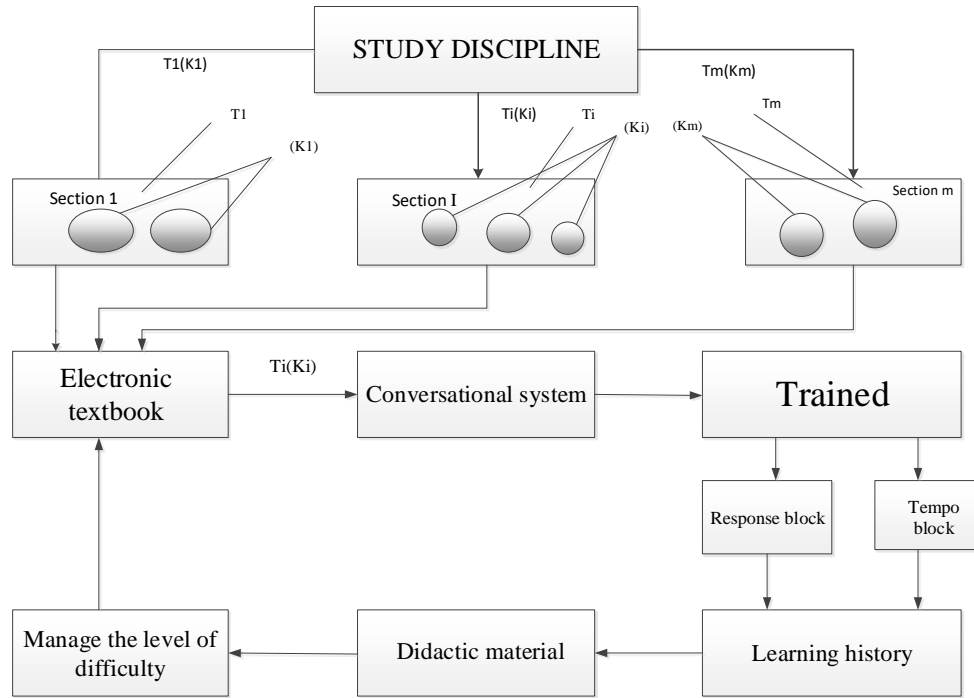 STUDY DISCIPLINE
T1(K1)
Tm(Km)
Ti(Ki)
T1
Ti
(Ki)
(Km)
Tm
(K1)
Section 1
Section I
Section m
Electronic
textbook
Ti(Ki)
Conversational system
Trained
Response block
Tempo
block
Manage the level of
difficulty
Didactic material
Learning history